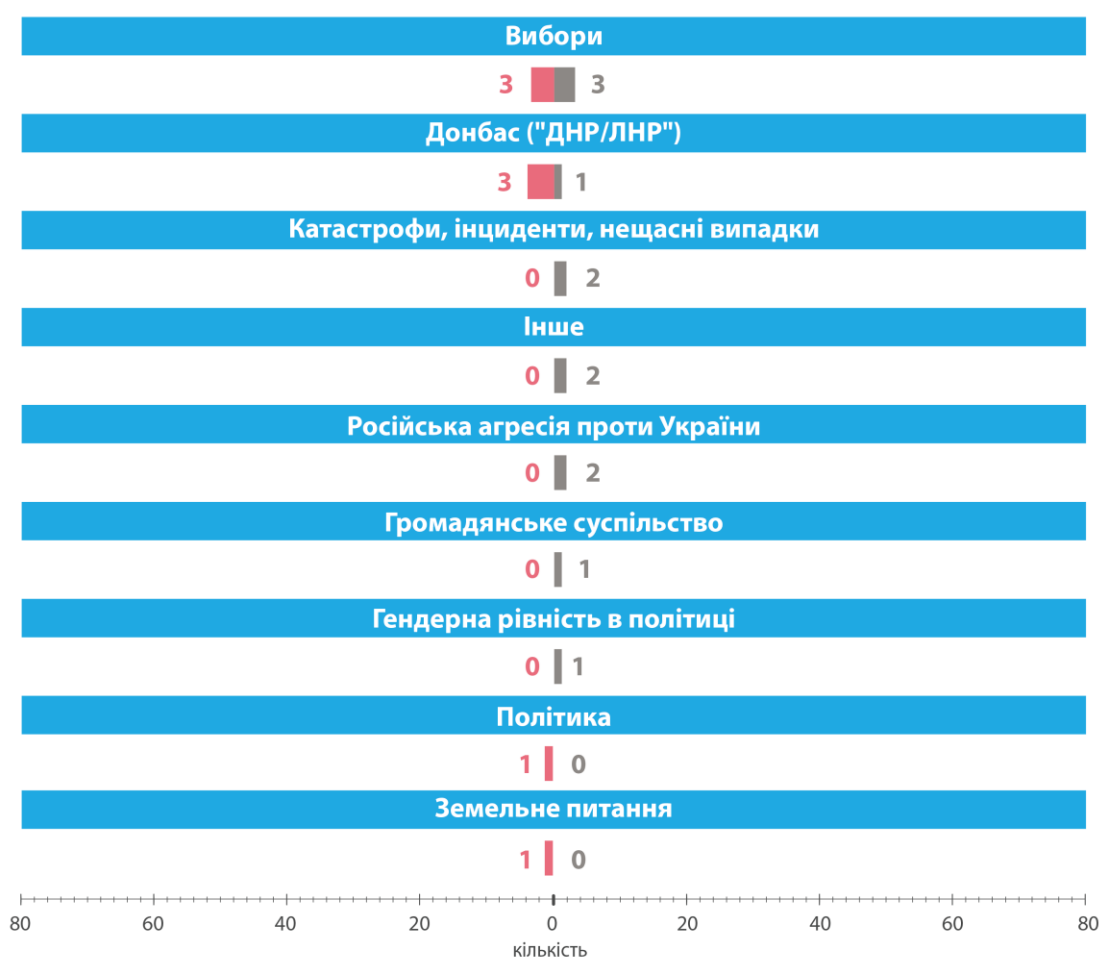 Вибори
3 3
Донбас ("ДНР/ЛНР")
3 1
Катастрофи, інциденти, нещасні випадки
0 2
Інше
0 2
Російська агресія проти України
0 2
Громадянське суспільство
0 1
Гендерна рівність в політиці
0 1
Політика
1 0
Земельне питання
1 0
80 60 40 20 0 20 40 60 80
кількість